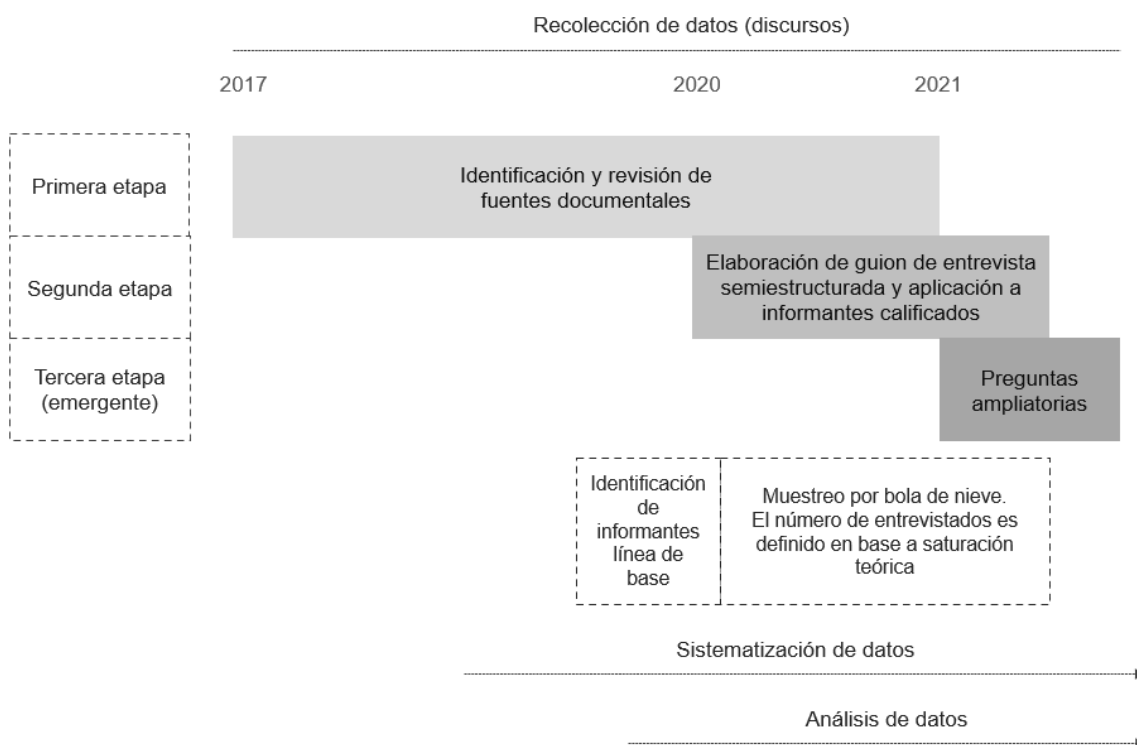 Recolección de datos (discursos)
2017
2020
2021
Primera etapa
Identificación y revisión de
fuentes documentales
Segunda etapa
Elaboración de guion de entrevista
semiestructurada y aplicación a
informantes calificados
Tercera etapa
(emergente)
Preguntas
ampliatorias
Identificación
de
informantes
línea de
base
Muestreo por bola de nieve.
El número de entrevistados es
definido en base a saturación
teórica
Sistematización de datos
Análisis de datos